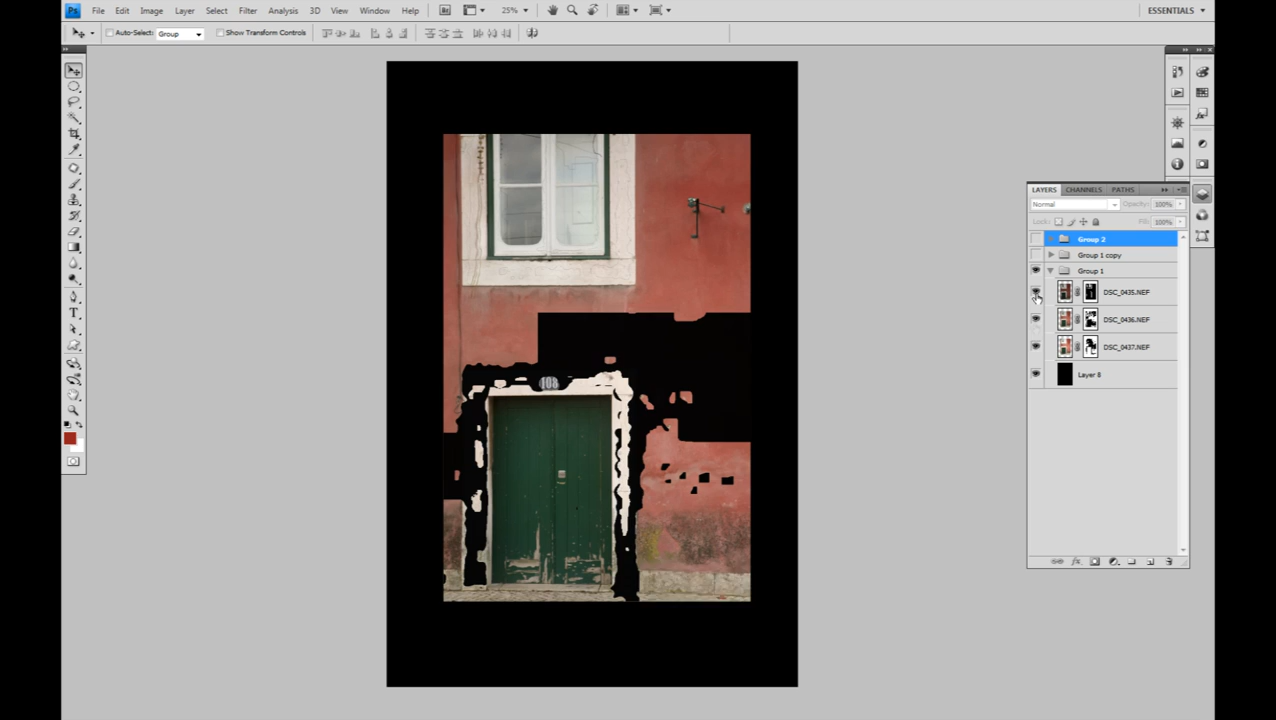 Ps File Edit Image Layer Select Filter Analysis 3D View Window Help Br 25% ESSENTIALS
Auto-Select: Group Show Transform Controls
LAYERS CHANNELS PATHS
Normal Opacity: 100%
Lock: Fill: 100%
Group 2
Group 1 copy
Group 1
DSC_0435.NEF
DSC_0436.NEF
DSC_0437.NEF
Layer 8
108